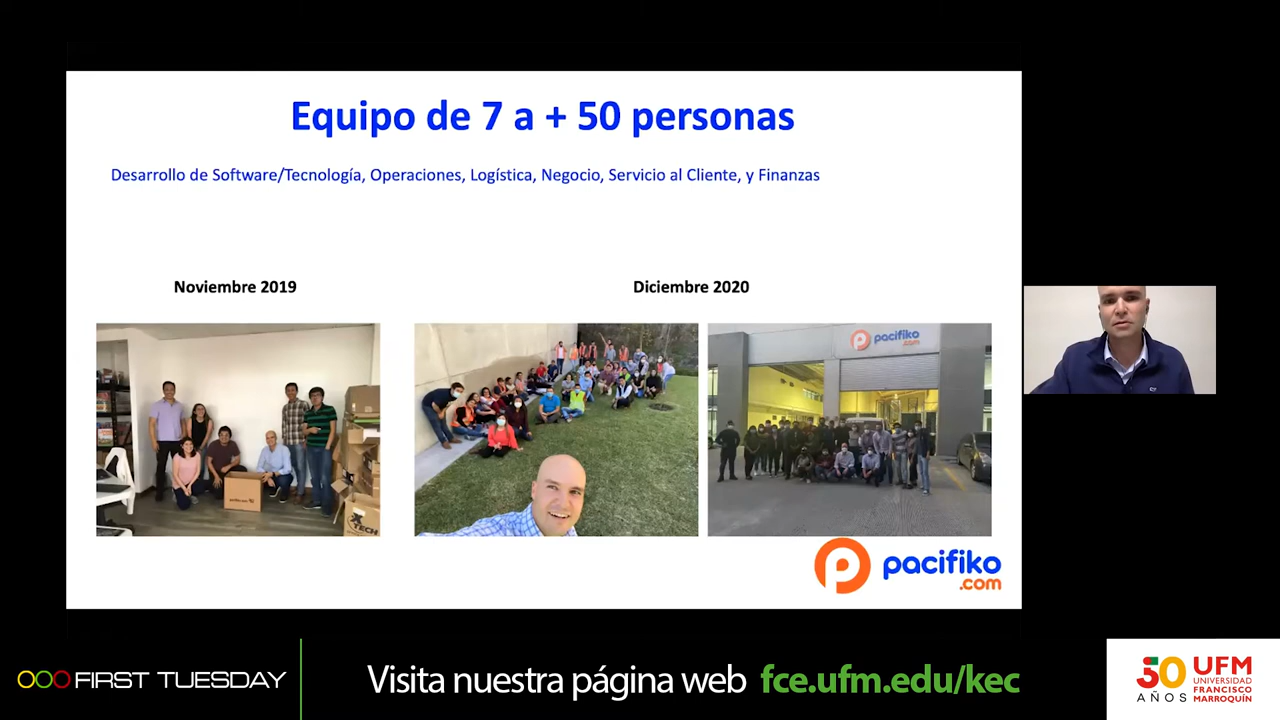 Equipo de 7 a + 50 personas
Desarrollo de Software/Tecnología, Operaciones, Logística, Negocio, Servicio al Cliente, y Finanzas
Noviembre 2019
Diciembre 2020
pacifiko
.com
TECH
pacifiko
.com
FIRST TUESDAY
Visita nuestra página web fce.ufm.edu/kec
50
AÑOS
UFM
UNIVERSIDAD
FRANCISCO
MARROQUÍN